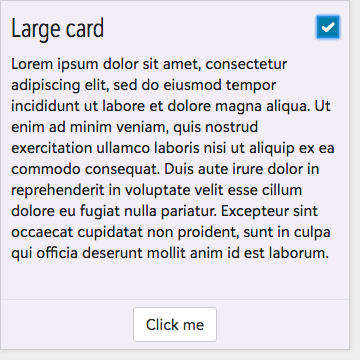 Large card
Lorem ipsum dolor sit amet, consectetur
adipiscing elit, sed do eiusmod tempor
incididunt ut labore et dolore magna aliqua. Ut
enim ad minim veniam, quis nostrud
exercitation ullamco laboris nisi ut aliquip ex ea
commodo consequat. Duis aute irure dolor in
reprehenderit in voluptate velit esse cillum
dolore eu fugiat nulla pariatur. Excepteur sint
occaecat cupidatat non proident, sunt in culpa
qui officia deserunt mollit anim id est laborum.
Click me